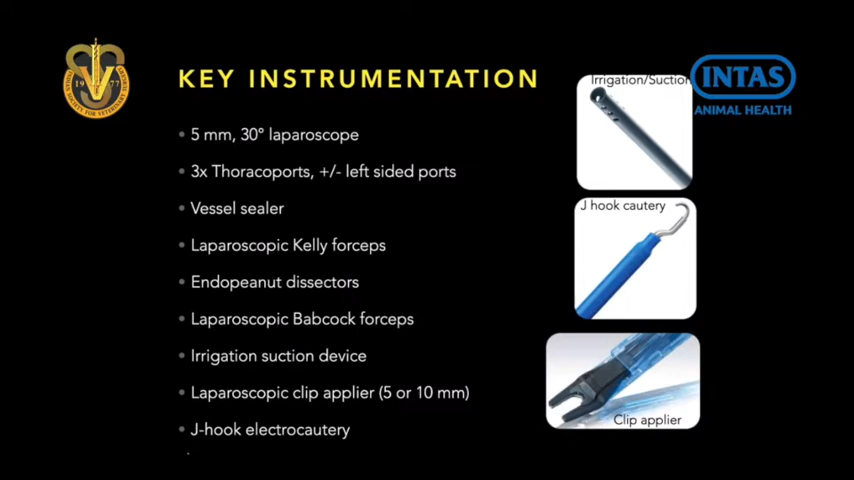 KEY INSTRUMENTATION
5 mm, 30° laparoscope
3x Thoracoports, +/- left sided ports
Vessel sealer
Laparoscopic Kelly forceps
Endopeanut dissectors
Laparoscopic Babcock forceps
Irrigation suction device
Laparoscopic clip applier (5 or 10 mm)
J-hook electrocautery
Irrigation/Suction
J hook cautery
Clip applier
INTAS
ANIMAL HEALTH
19 77